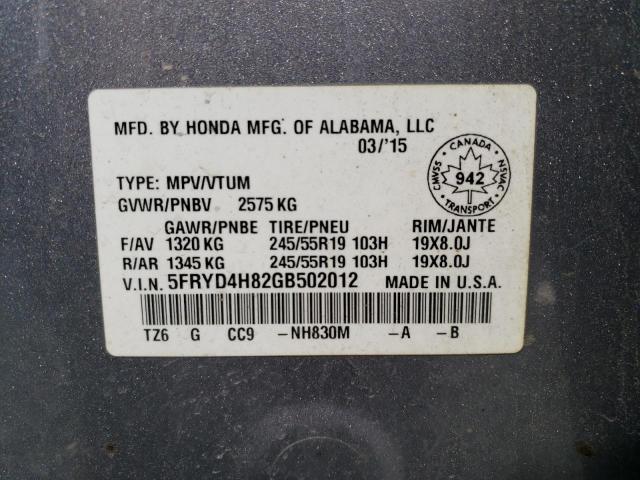 MFD. BY HONDA MFG. OF ALABAMA, LLC
03/'15
CANADA
CMVSS 942 NSVAC
TRANSPORT
TYPE: MPV/VTUM
GVWR/PNBV 2575 KG
GAWR/PNBE TIRE/PNEU RIM/JANTE
F/AV 1320 KG 245/55R19 103H 19X8.0J
R/AR 1345 KG 245/55R19 103H 19X8.0J
V.I.N. 5FRYD4H82GB502012 MADE IN U.S.A.
TZ6 G CC9 -NH830M -A -B